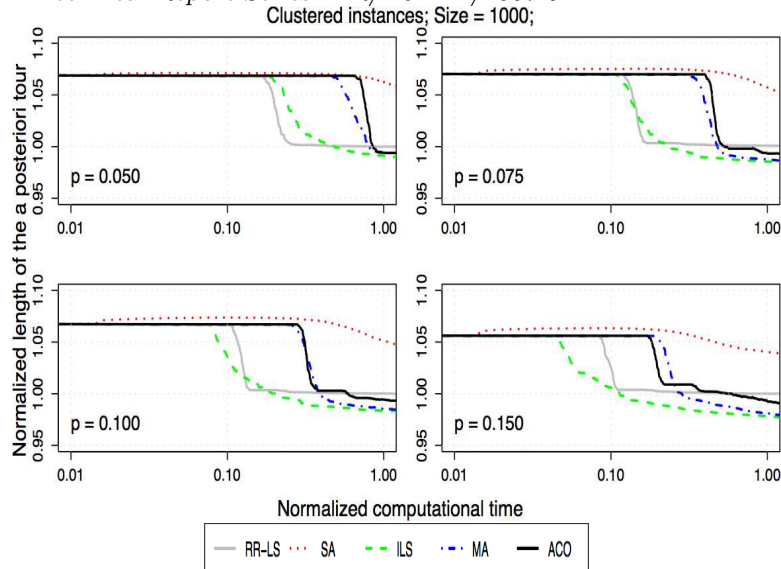 Clustered instances; Size = 1000;
Normalized length of the a posteriori tour
0.95 1.00 1.05 1.10
p = 0.050
0.01 0.10 1.00
0.95 1.00 1.05 1.10
p = 0.075
0.01 0.10 1.00
0.95 1.00 1.05 1.10
p = 0.100
0.01 0.10 1.00
0.95 1.00 1.05 1.10
p = 0.150
0.01 0.10 1.00
Normalized computational time
RR-LS SA ILS MA ACO